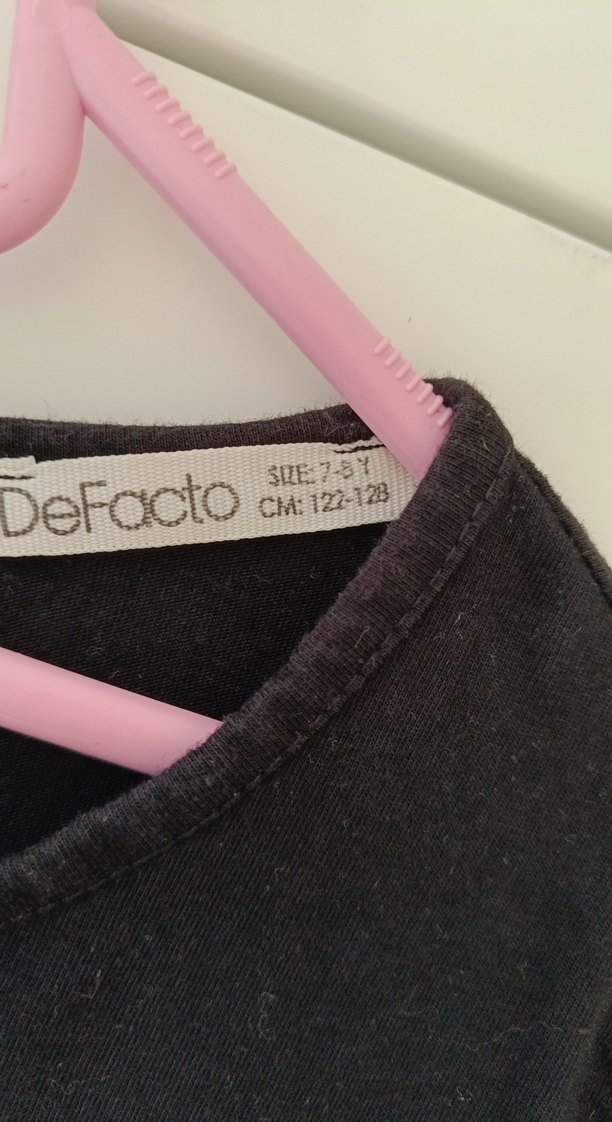 DeFacto
SIZE: 7-8 Y
CM: 122-128